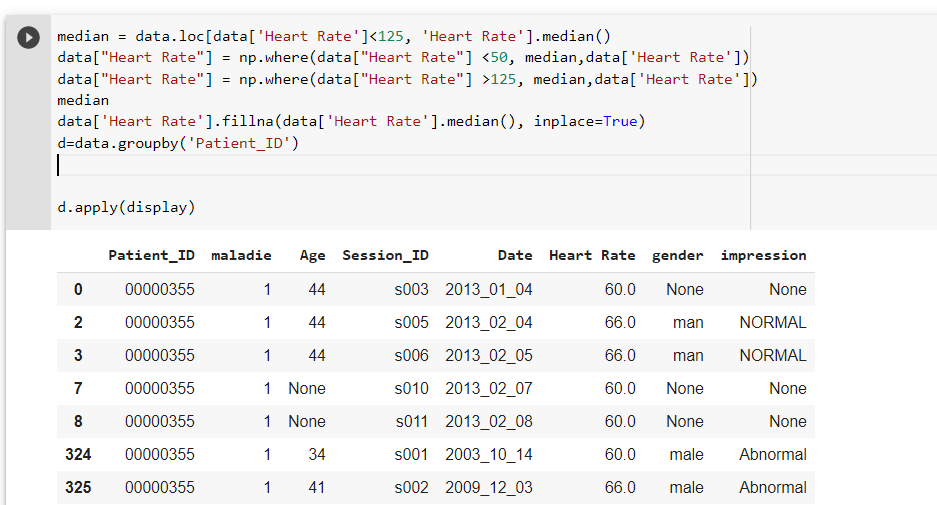 median = data.loc[data['Heart Rate']<125, 'Heart Rate'].median()
data["Heart Rate"] = np.where(data["Heart Rate"] <50, median,data['Heart Rate'])
data["Heart Rate"] = np.where(data["Heart Rate"] >125, median,data['Heart Rate'])
median
data['Heart Rate'].fillna(data['Heart Rate'].median(), inplace=True)
d=data.groupby('Patient_ID')
d.apply(display)
Patient_ID maladie Age Session_ID Date Heart Rate gender impression
0 00000355 1 44 s003 2013_01_04 60.0 None None
2 00000355 1 44 s005 2013_02_04 66.0 man NORMAL
3 00000355 1 44 s006 2013_02_05 66.0 man NORMAL
7 00000355 1 None s010 2013_02_07 60.0 None None
8 00000355 1 None s011 2013_02_08 60.0 None None
324 00000355 1 34 s001 2003_10_14 60.0 male Abnormal
325 00000355 1 41 s002 2009_12_03 66.0 male Abnormal